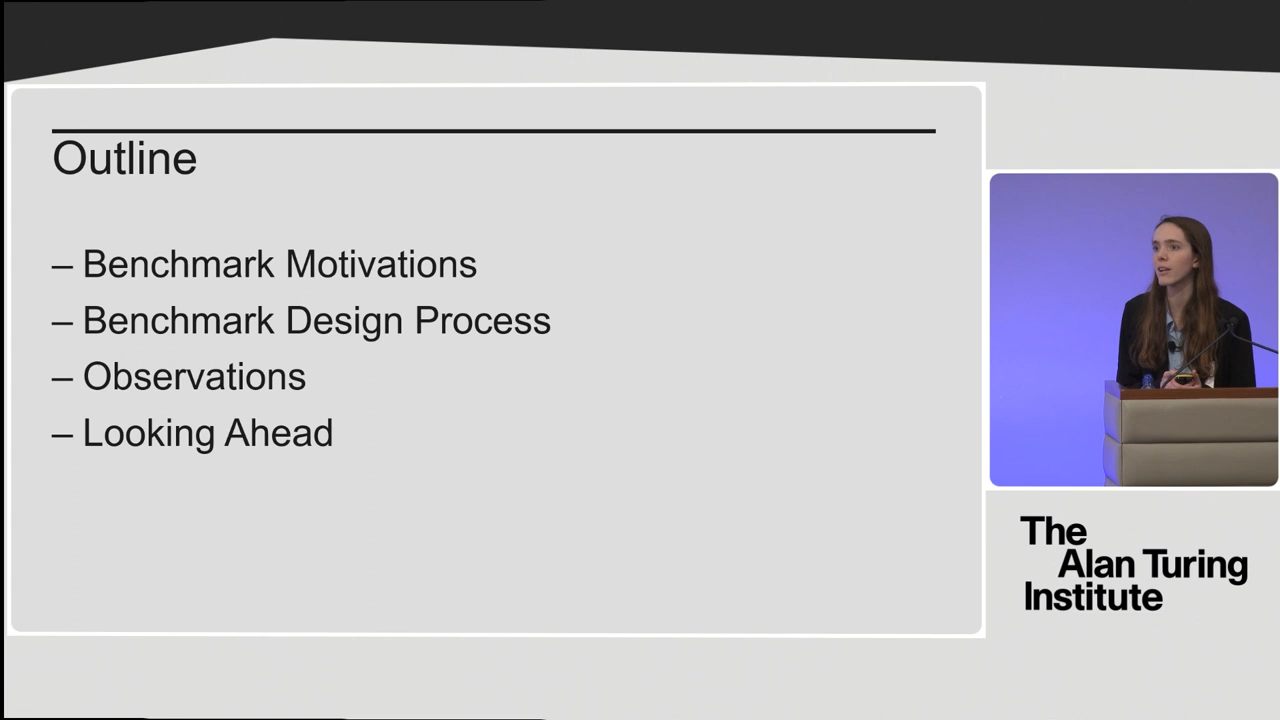 Outline
– Benchmark Motivations
– Benchmark Design Process
– Observations
– Looking Ahead
The
Alan Turing
Institute